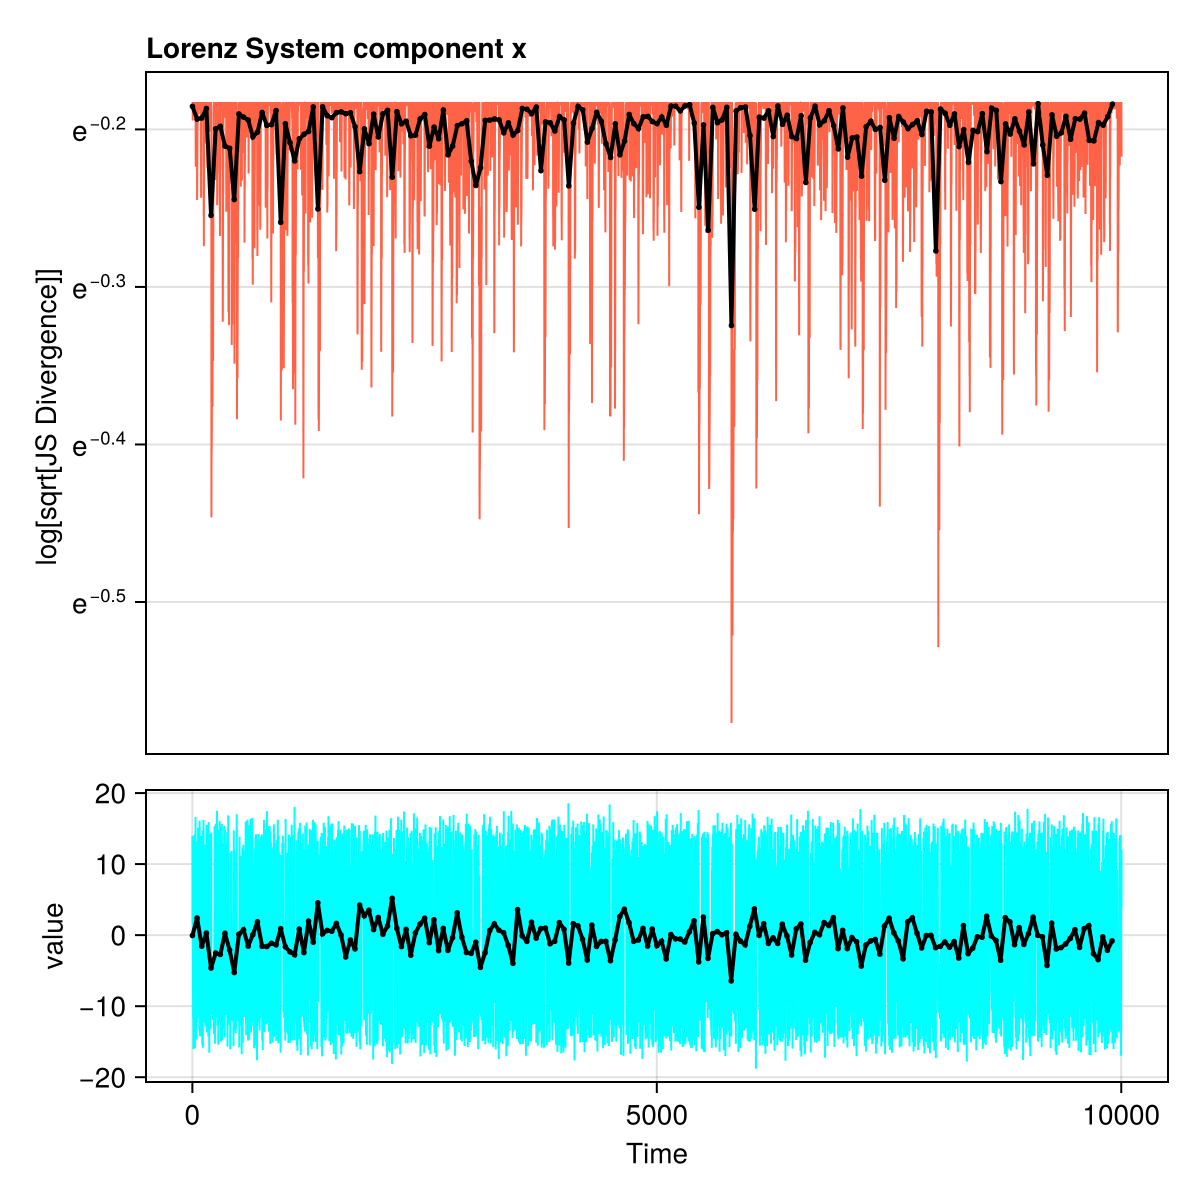 Lorenz System component x
log[sqrt[JS Divergence]]
e−0.2
e−0.3
e−0.4
e−0.5
value
20
10
0
−10
−20
0 5000 10000
Time